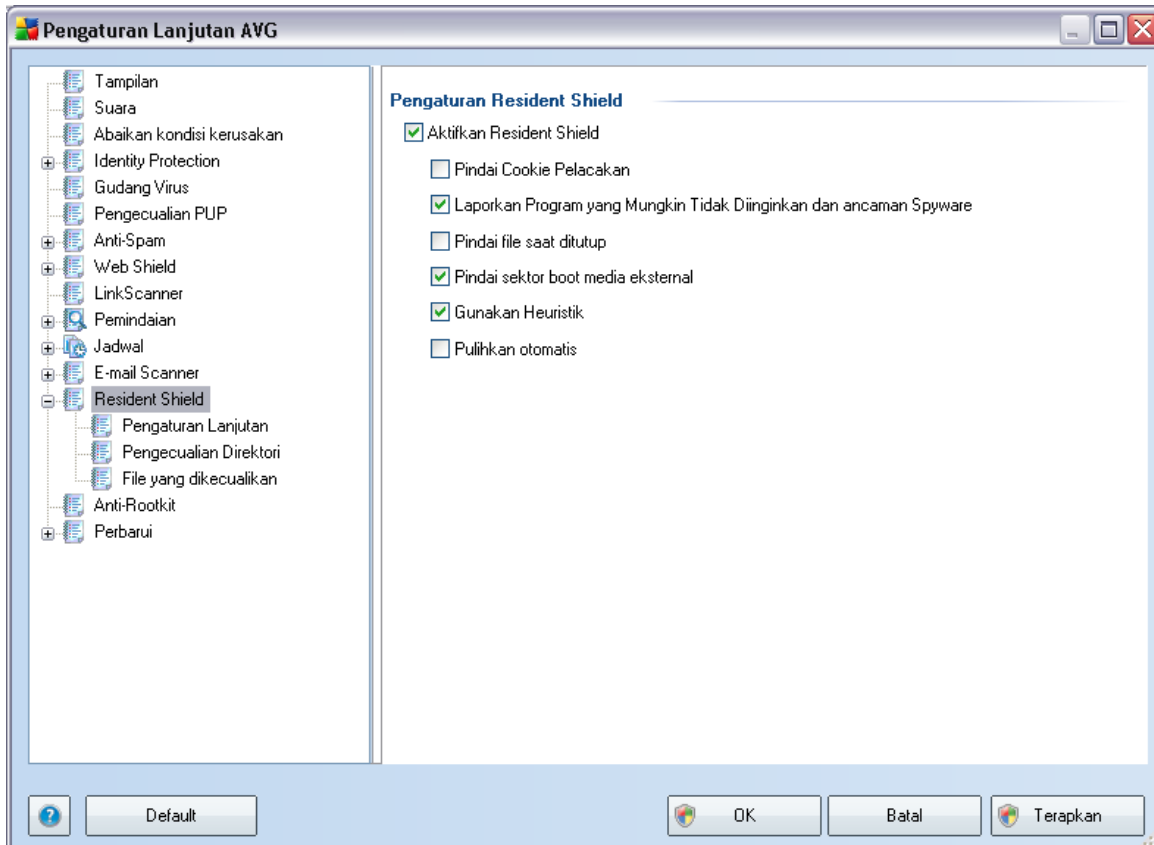 Pengaturan Lanjutan AVG
Tampilan
Suara
Abaikan kondisi kerusakan
Identity Protection
Gudang Virus
Pengecualian PUP
Anti-Spam
Web Shield
LinkScanner
Pemindaian
Jadwal
E-mail Scanner
Resident Shield
Pengaturan Lanjutan
Pengecualian Direktori
File yang dikecualikan
Anti-Rootkit
Perbarui
Pengaturan Resident Shield
Aktifkan Resident Shield
Pindai Cookie Pelacakan
Laporkan Program yang Mungkin Tidak Diinginkan dan ancaman Spyware
Pindai file saat ditutup
Pindai sektor boot media eksternal
Gunakan Heuristik
Pulihkan otomatis
Default
OK
Batal
Terapkan